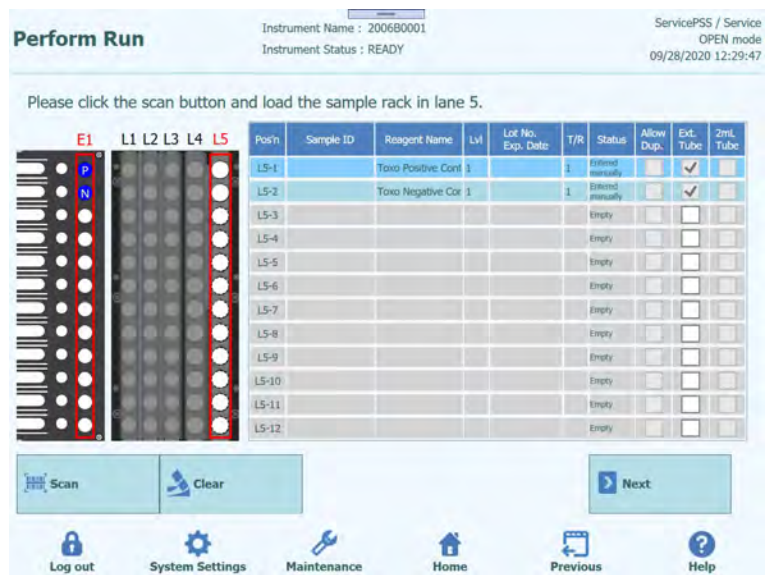 Perform Run
Instrument Name : 2006B0001
Instrument Status : READY
ServicePSS / Service
OPEN mode
09/28/2020 12:29:47
Please click the scan button and load the sample rack in lane 5.
E1 L1 L2 L3 L4 L5
Pos'n Sample ID Reagent Name Lvl Lot No. Exp. Date T/R Status Allow Dup. Ext. Tube 2mL Tube
P L5-1 Toxo Positive Cont 1 1 Entered manually
N L5-2 Toxo Negative Cor 1 1 Entered manually
L5-3 Empty
L5-4 Empty
L5-5 Empty
L5-6 Empty
L5-7 Empty
L5-8 Empty
L5-9 Empty
L5-10 Empty
L5-11 Empty
L5-12 Empty
Scan Clear Next
Log out System Settings Maintenance Home Previous Help